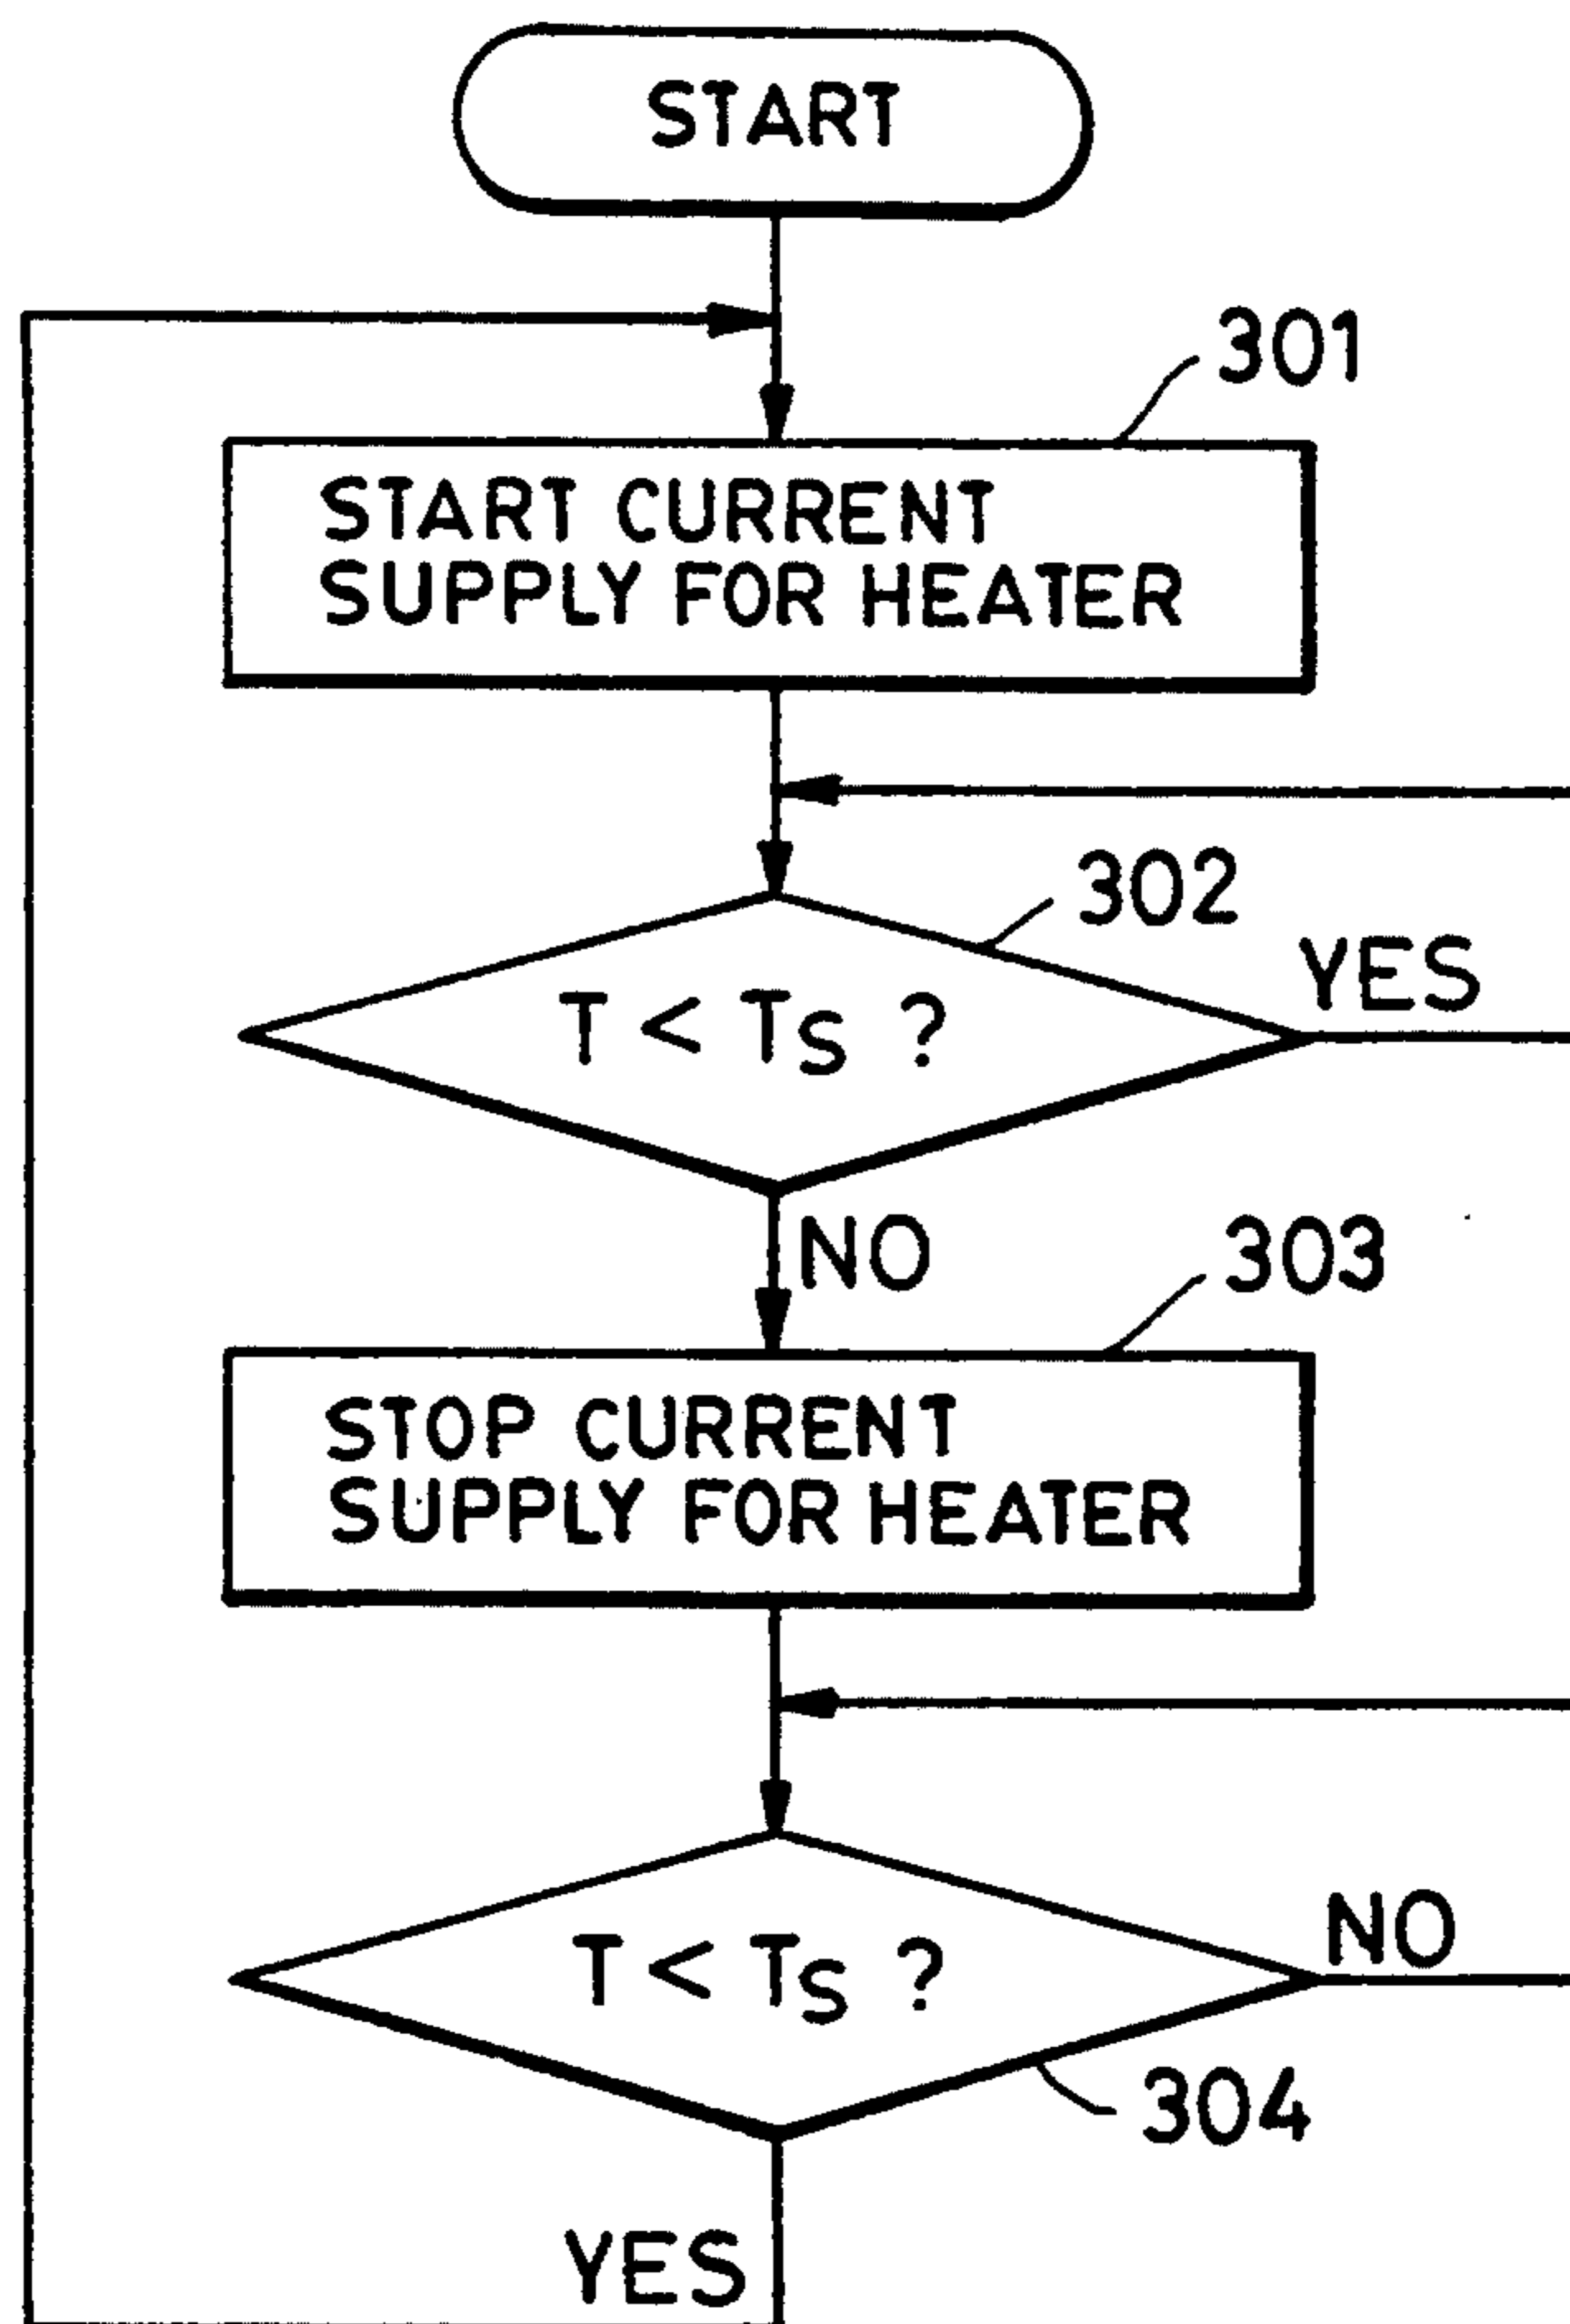 START
301
START CURRENT
SUPPLY FOR HEATER
302
YES
T < TS ?
NO
303
STOP CURRENT
SUPPLY FOR HEATER
T < TS ?
NO
304
YES